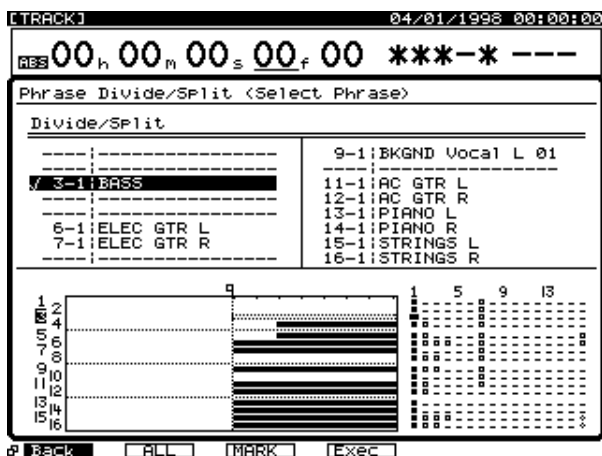 [TRACK] 04/01/1998 00:00:00
ABS 00h 00m 00s 00f 00 ***-* ---
Phrase Divide/Split (Select Phrase)
Divide/Split
----|----------------
----|----------------
√ 3-1|BASS
----|----------------
----|----------------
6-1|ELEC GTR L
7-1|ELEC GTR R
----|----------------
9-1|BKGND Vocal L 01
----|----------------
11-1|AC GTR L
12-1|AC GTR R
13-1|PIANO L
14-1|PIANO R
15-1|STRINGS L
16-1|STRINGS R
1 5 9 13
1
2
3
4
5
6
7
8
9
10
11
12
13
14
15
16
Back ALL MARK Exec